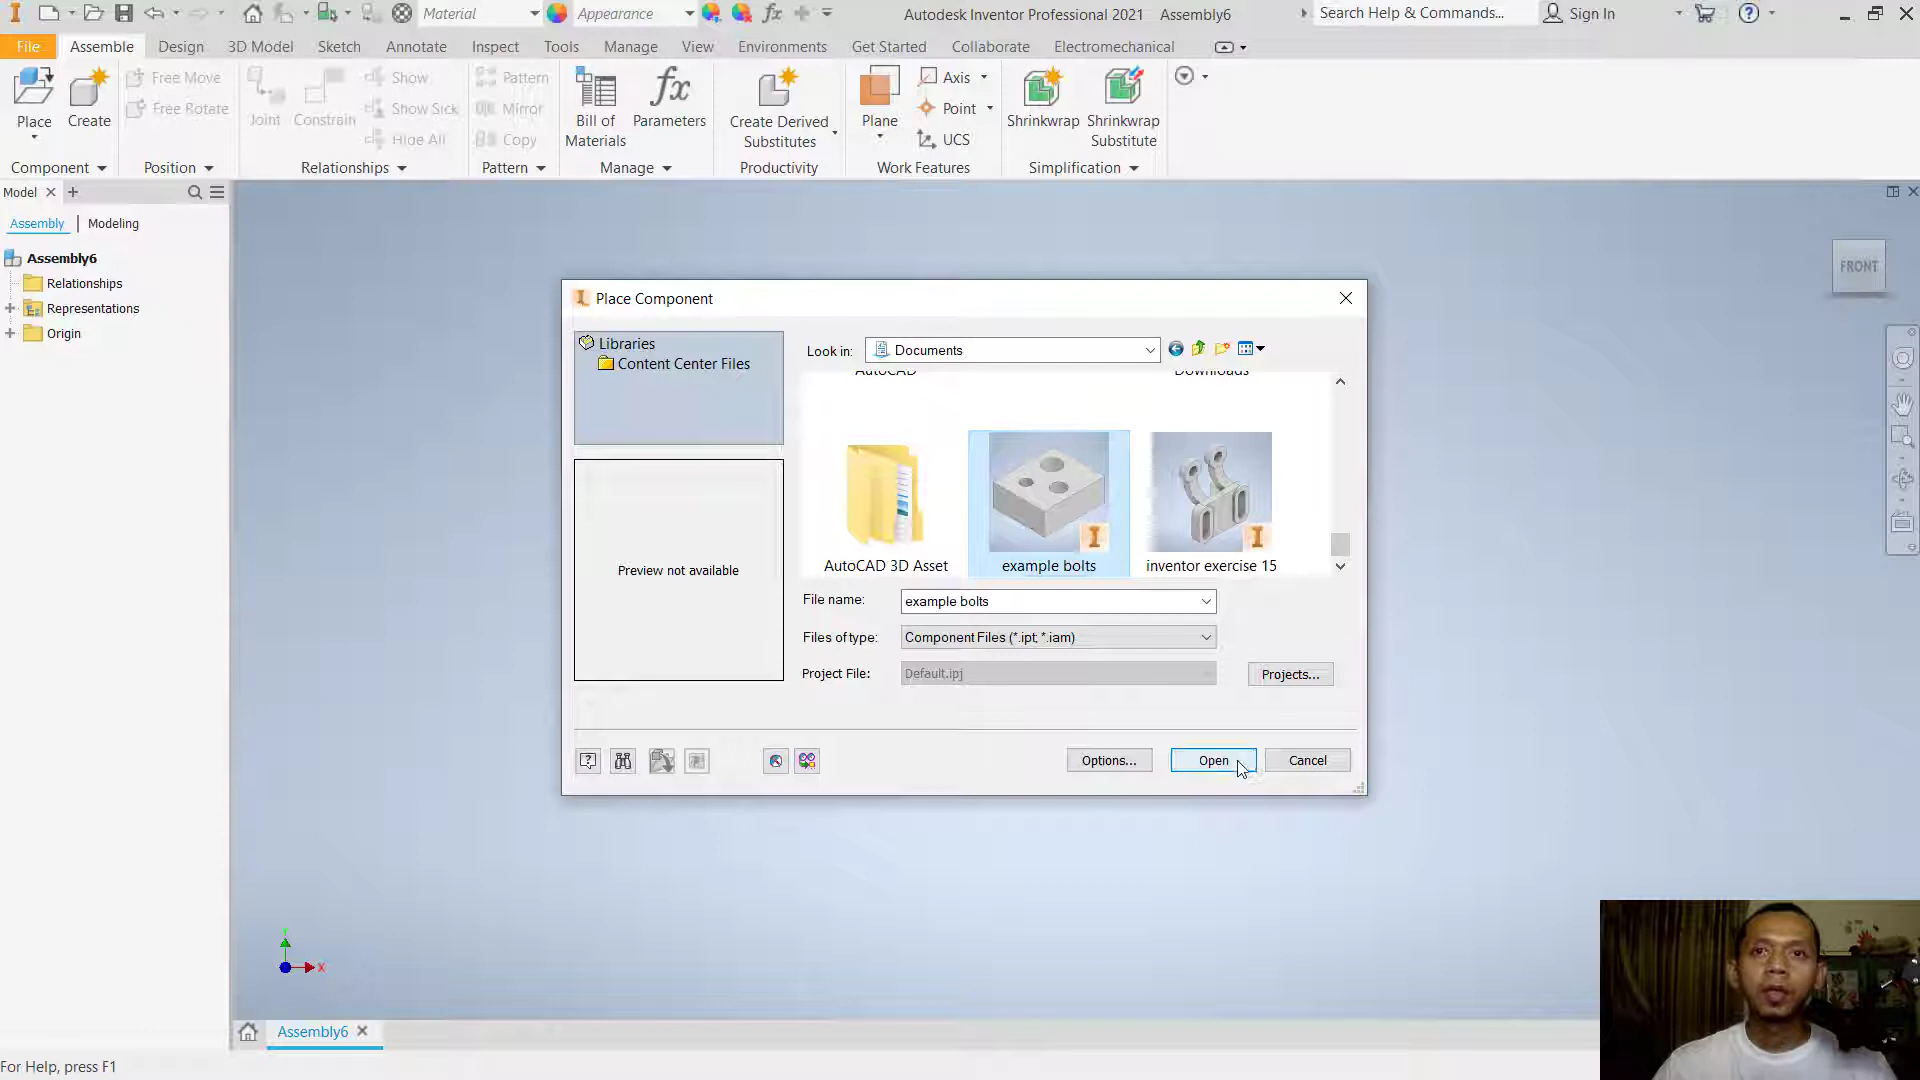 Material
Appearance
Autodesk Inventor Professional 2021 Assembly6
Search Help & Commands...
Sign In
File Assemble Design 3D Model Sketch Annotate Inspect Tools Manage View Environments Get Started Collaborate Electromechanical
Place
Create
Free Move
Free Rotate
Joint
Constrain
Show
Show Sick
Hide All
Pattern
Mirror
Copy
Bill of
Materials
Parameters
Create Derived
Substitutes
Plane
Axis
Point
UCS
Shrinkwrap
Shrinkwrap
Substitute
Component Position Relationships Pattern Manage Productivity Work Features Simplification
Model
Assembly Modeling
Assembly6
Relationships
Representations
Origin
FRONT
Place Component
Libraries
Content Center Files
Look in: Documents
AutoCAD Downloads
AutoCAD 3D Asset example bolts inventor exercise 15
Preview not available
File name: example bolts
Files of type: Component Files (*.ipt; *.iam)
Project File: Default.ipj
Projects...
Options... Open Cancel
Y
X
Assembly6
For Help, press F1